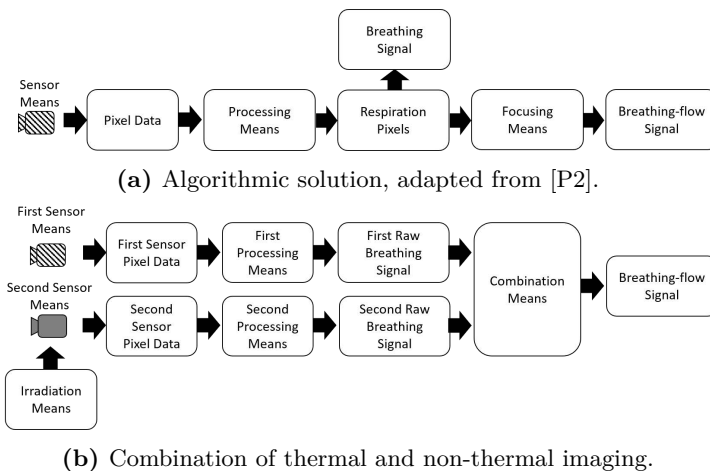 Breathing
Signal
Sensor
Means
Pixel Data
Processing
Means
Respiration
Pixels
Focusing
Means
Breathing-flow
Signal
(a) Algorithmic solution, adapted from [P2].
First Sensor
Means
First Sensor
Pixel Data
First
Processing
Means
First Raw
Breathing
Signal
Combination
Means
Breathing-flow
Signal
Second Sensor
Means
Second
Sensor
Pixel Data
Second
Processing
Means
Second Raw
Breathing
Signal
Irradiation
Means
(b) Combination of thermal and non-thermal imaging.